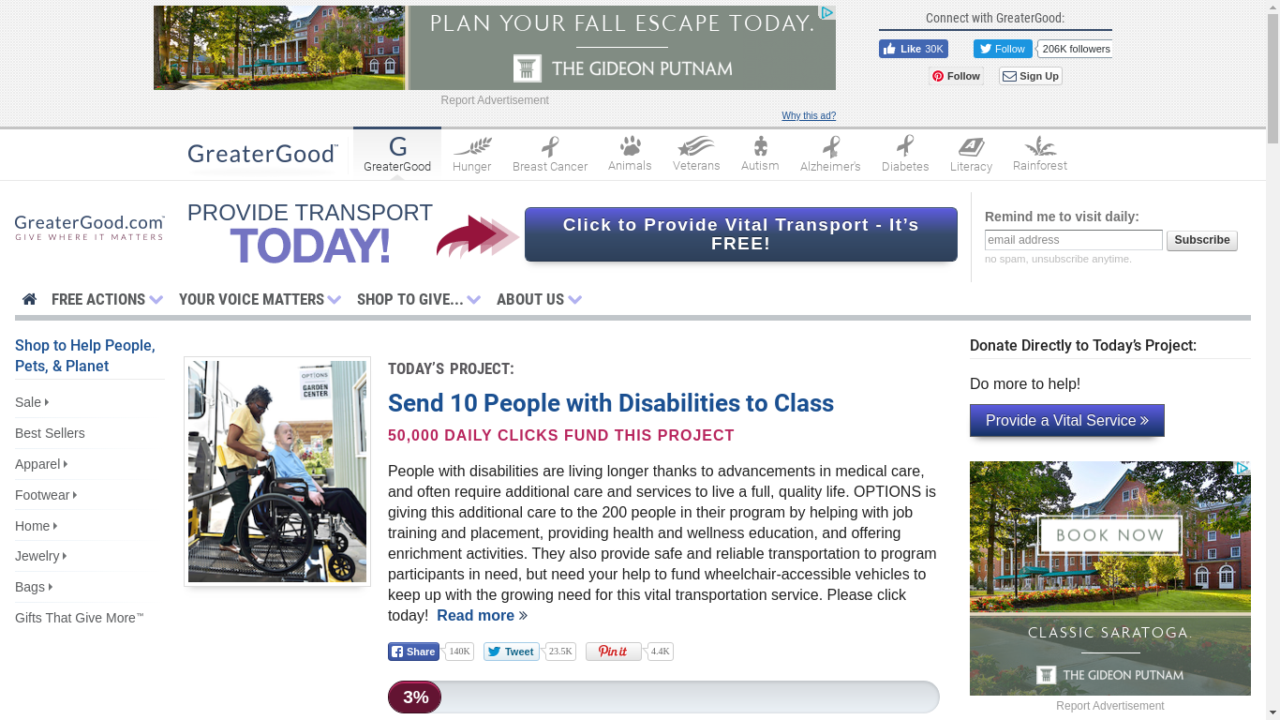 PLAN YOUR FALL ESCAPE TODAY.
THE GIDEON PUTNAM
Report Advertisement
Why this ad?
Connect with GreaterGood:
Like 30K
Follow
206K followers
Follow
Sign Up
GreaterGood
G
GreaterGood
Hunger
Breast Cancer
Animals
Veterans
Autism
Alzheimer's
Diabetes
Literacy
Rainforest
GreaterGood.com
GIVE WHERE IT MATTERS
PROVIDE TRANSPORT
TODAY!
Click to Provide Vital Transport - It’s
FREE!
Remind me to visit daily:
email address
Subscribe
no spam, unsubscribe anytime.
FREE ACTIONS
YOUR VOICE MATTERS
SHOP TO GIVE...
ABOUT US
Shop to Help People,
Pets, & Planet
Sale
Best Sellers
Apparel
Footwear
Home
Jewelry
Bags
Gifts That Give More™
OPTIONS
GARDEN
CENTER
TODAY’S PROJECT:
Send 10 People with Disabilities to Class
50,000 DAILY CLICKS FUND THIS PROJECT
People with disabilities are living longer thanks to advancements in medical care,
and often require additional care and services to live a full, quality life. OPTIONS is
giving this additional care to the 200 people in their program by helping with job
training and placement, providing health and wellness education, and offering
enrichment activities. They also provide safe and reliable transportation to program
participants in need, but need your help to fund wheelchair-accessible vehicles to
keep up with the growing need for this vital transportation service. Please click
today! Read more »
Share 140K
Tweet 23.5K
Pin it 4.4K
3%
Donate Directly to Today’s Project:
Do more to help!
Provide a Vital Service »
BOOK NOW
CLASSIC SARATOGA.
THE GIDEON PUTNAM
Report Advertisement